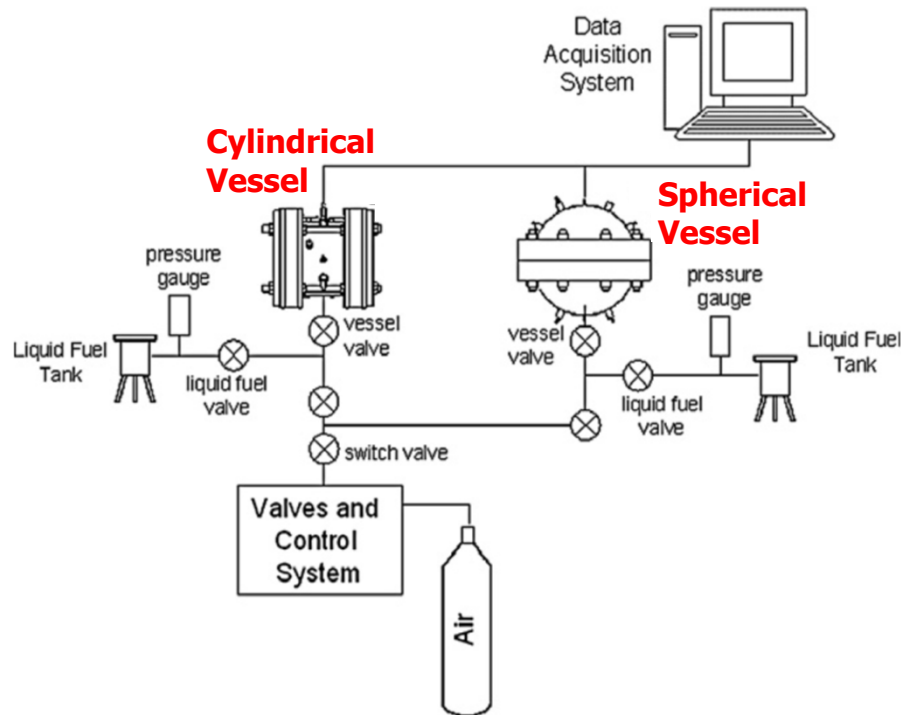 Data
Acquisition
System
Cylindrical
Vessel
Spherical
Vessel
pressure
gauge
vessel
valve
Liquid Fuel
Tank
liquid fuel
valve
pressure
gauge
vessel
valve
Liquid Fuel
Tank
liquid fuel
valve
switch valve
Valves and
Control
System
Air